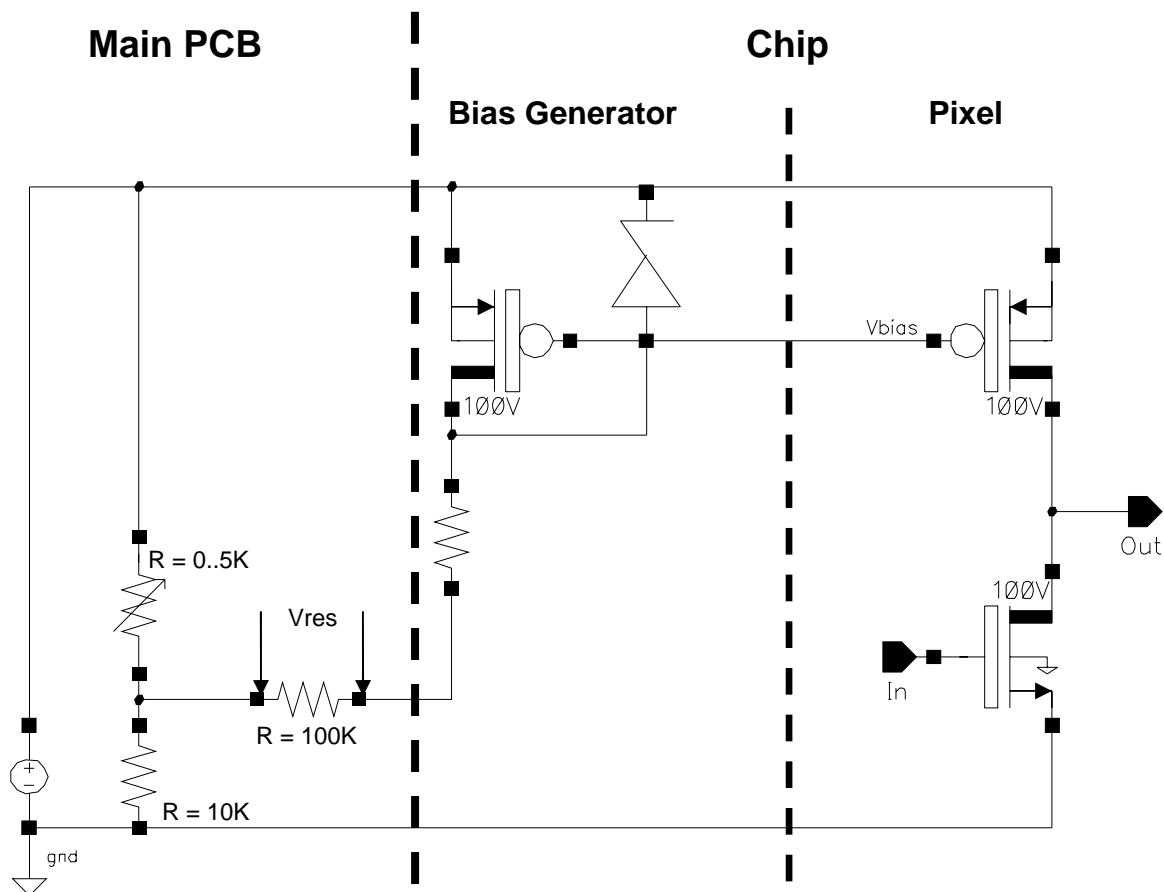 Main PCB
Chip
Bias Generator
Pixel
Vbias
100V
100V
R = 0..5K
Out
100V
Vres
In
R = 100K
+
-
R = 10K
gnd